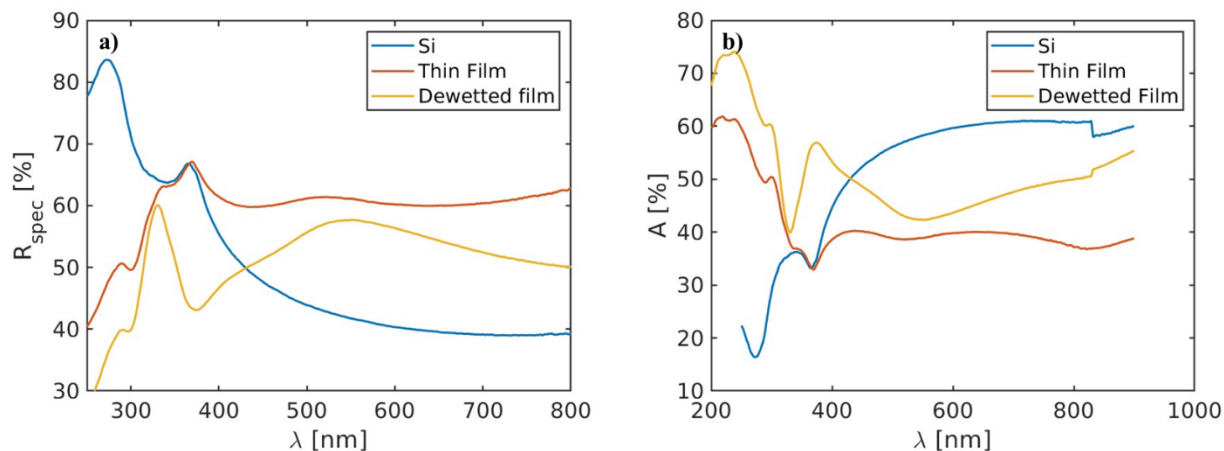 a)
Si
Thin Film
Dewetted film
90
80
70
60
50
40
30
R_spec [%]
300 400 500 600 700 800
λ [nm]
b)
Si
Thin Film
Dewetted Film
80
70
60
50
40
30
20
10
A [%]
200 400 600 800 1000
λ [nm]